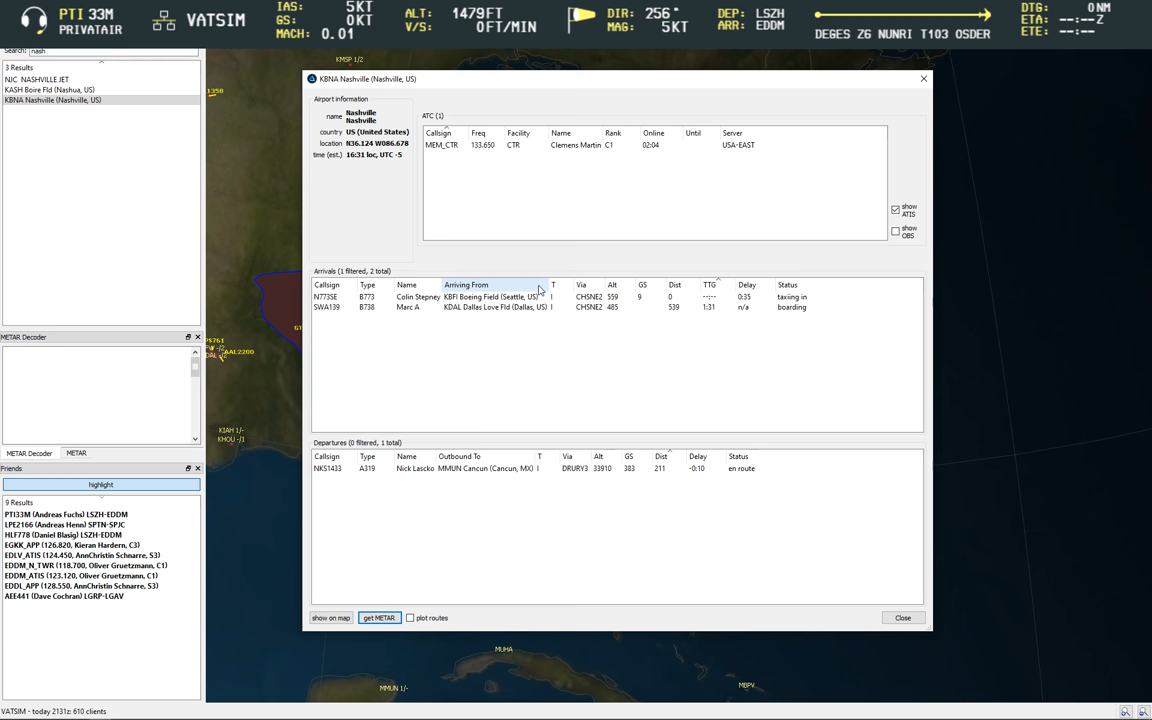 PTI 33M
PRIVATAIR
VATSIM
IAS: 5KT
GS: 0KT
MACH: 0.01
ALT: 1479FT
V/S: 0FT/MIN
DIR: 256°
MAG: 5KT
DEP: LSZH
ARR: EDDM
DEGES Z6 NUNRI T103 OSDER
DTG: 0NM
ETA: --:--Z
ETE: --:--
Search: nash
3 Results
NJC NASHVILLE JET
KASH Boire Fld (Nashua, US)
KBNA Nashville (Nashville, US)
METAR Decoder
METAR Decoder METAR
Friends
highlight
9 Results
PTI33M (Andreas Fuchs) LSZH-EDDM
LPE2166 (Andreas Henn) SPTN-SPJC
HLF778 (Daniel Blasig) LSZH-EDDM
EGKK_APP (126.820, Kieran Hardern, C3)
EDLV_ATIS (124.450, AnnChristin Schnarre, S3)
EDDM_N_TWR (118.700, Oliver Gruetzmann, C1)
EDDM_ATIS (123.120, Oliver Gruetzmann, C1)
EDDL_APP (128.550, AnnChristin Schnarre, S3)
AEE441 (Dave Cochran) LGRP-LGAV
VATSIM - today 2131z: 610 clients
KMSP 1/2
1358
AAL2200
KIAH 1/-
KHOU -/1
KBNA Nashville (Nashville, US)
Airport information
name Nashville
Nashville
country US (United States)
location N36.124 W086.678
time (est.) 16:31 loc, UTC -5
ATC (1)
Callsign Freq Facility Name Rank Online Until Server
MEM_CTR 133.650 CTR Clemens Martin C1 02:04 USA-EAST
show
ATIS
show
OBS
Arrivals (1 filtered, 2 total)
Callsign Type Name Arriving From T Via Alt GS Dist TTG Delay Status
N773SE B773 Colin Stepney KBFI Boeing Field (Seattle, US) I CHSNE2 559 9 0 --:-- 0:35 taxiing in
SWA139 B738 Marc A KDAL Dallas Love Fld (Dallas, US) I CHSNE2 485 539 1:31 n/a boarding
Departures (0 filtered, 1 total)
Callsign Type Name Outbound To T Via Alt GS Dist Delay Status
NKS1433 A319 Nick Lascko MMUN Cancun (Cancun, MX) I DRURY3 33910 383 211 -0:10 en route
show on map get METAR plot routes Close
MUHA
MMUN 1/-
MBPV